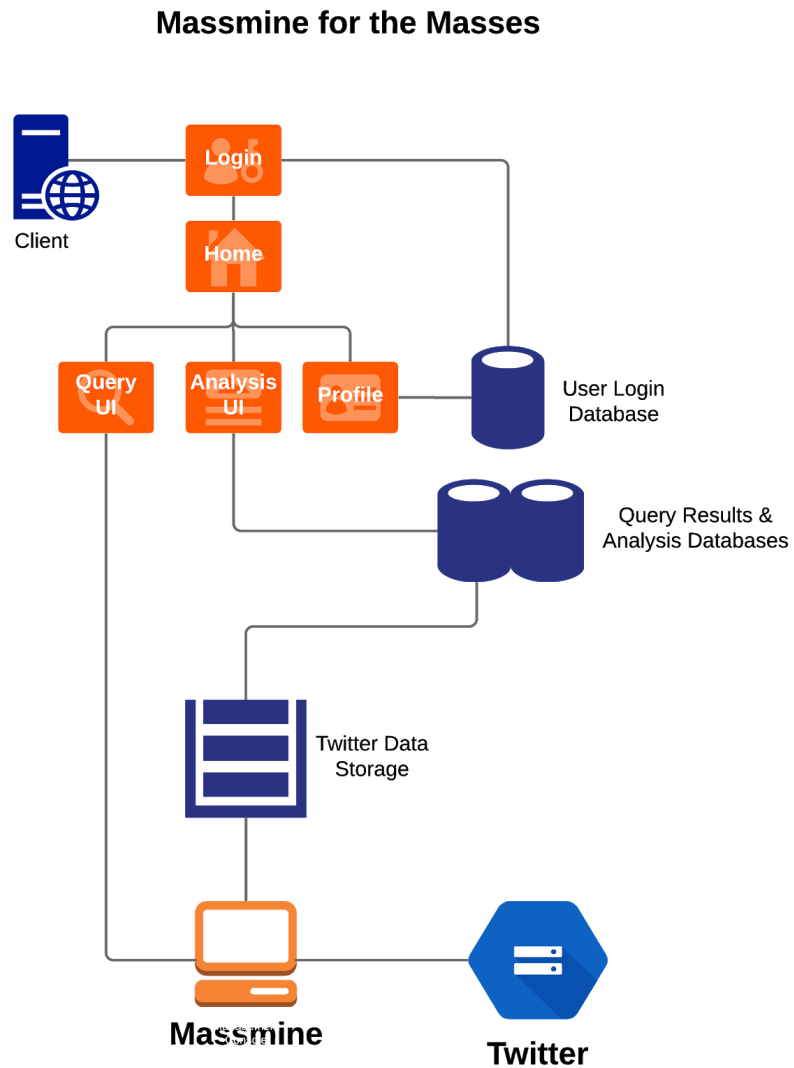 Massmine for the Masses
Login
Client
Home
Query
UI
Analysis
UI
Profile
User Login
Database
Query Results &
Analysis Databases
Twitter Data
Storage
Massmine
Twitter